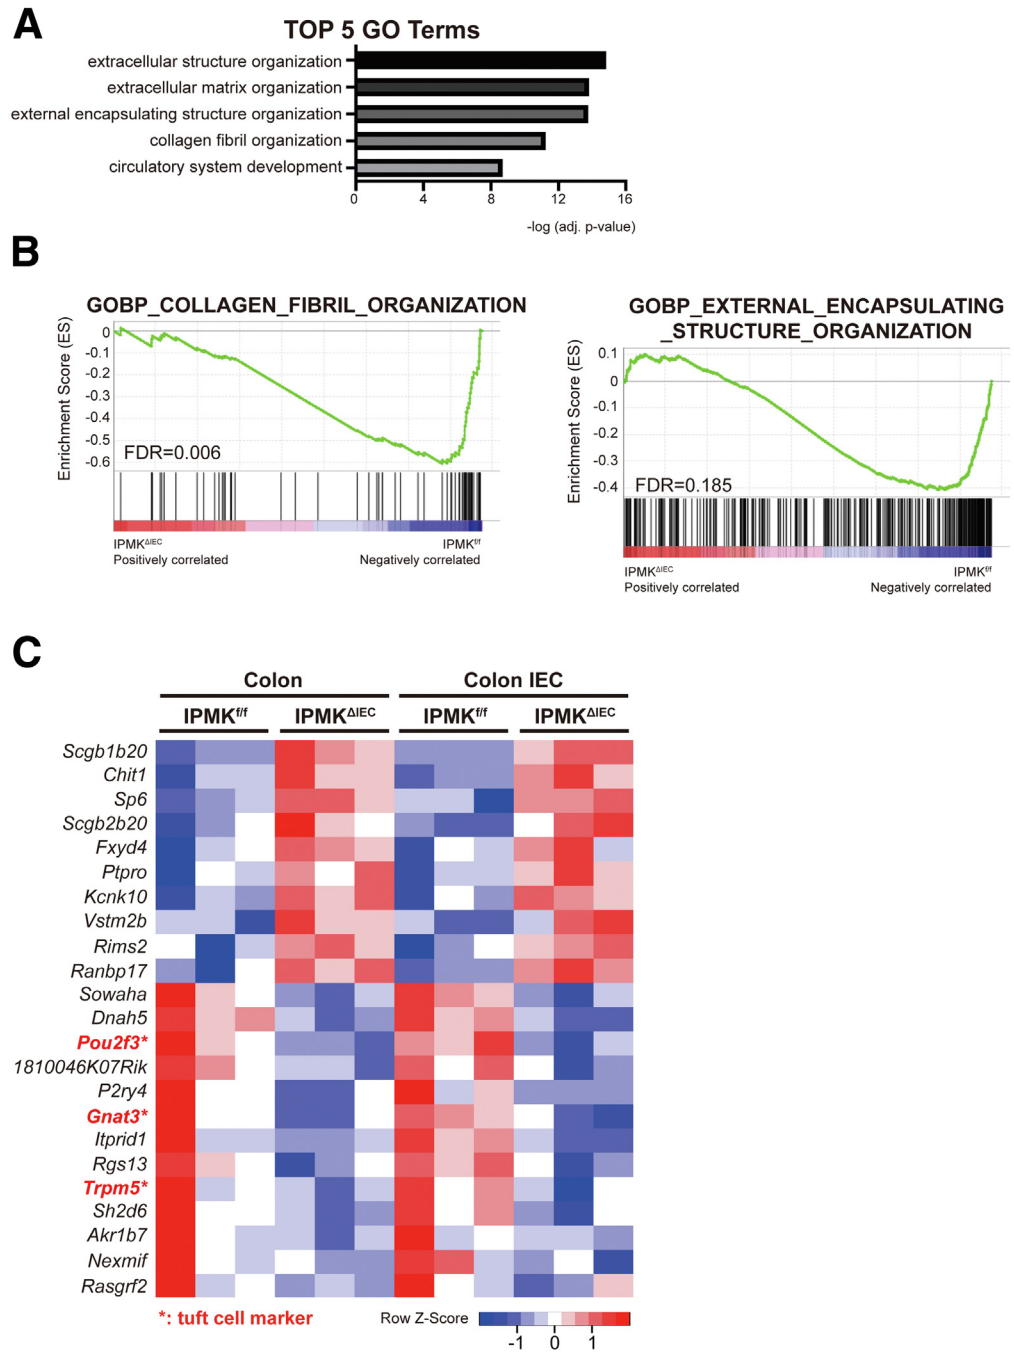 A
TOP 5 GO Terms
extracellular structure organization
extracellular matrix organization
external encapsulating structure organization
collagen fibril organization
circulatory system development
0 4 8 12 16
-log (adj. p-value)
B
GOBP_COLLAGEN_FIBRIL_ORGANIZATION
Enrichment Score (ES)
0
-0.1
-0.2
-0.3
-0.4
-0.5
-0.6
FDR=0.006
IPMKΔIEC IPMKf/f
Positively correlated Negatively correlated
GOBP_EXTERNAL_ENCAPSULATING
_STRUCTURE_ORGANIZATION
Enrichment Score (ES)
0.1
0
-0.1
-0.2
-0.3
-0.4
FDR=0.185
IPMKΔIEC IPMKf/f
Positively correlated Negatively correlated
C
Colon Colon IEC
IPMKf/f IPMKΔIEC IPMKf/f IPMKΔIEC
Scgb1b20
Chit1
Sp6
Scgb2b20
Fxyd4
Ptpro
Kcnk10
Vstm2b
Rims2
Ranbp17
Sowaha
Dnah5
Pou2f3*
1810046K07Rik
P2ry4
Gnat3*
Itprid1
Rgs13
Trpm5*
Sh2d6
Akr1b7
Nexmif
Rasgrf2
*: tuft cell marker
Row Z-Score
-1 0 1